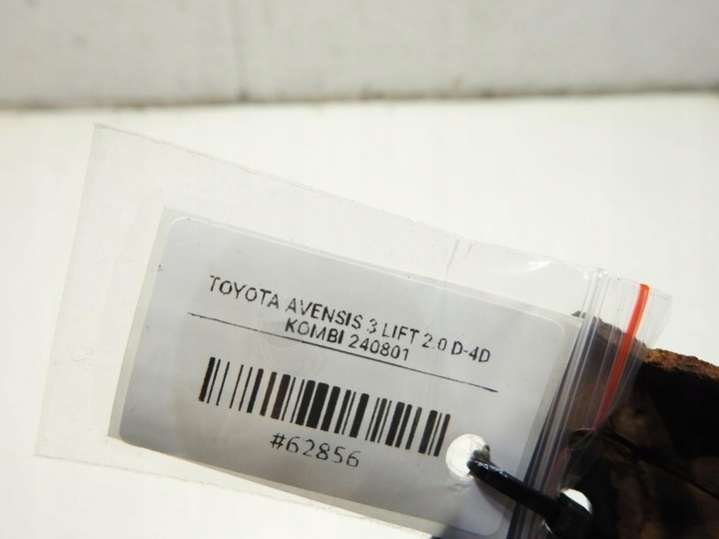 TOYOTA AVENSIS 3 LIFT 2.0 D-4D
KOMBI 240801
#62856